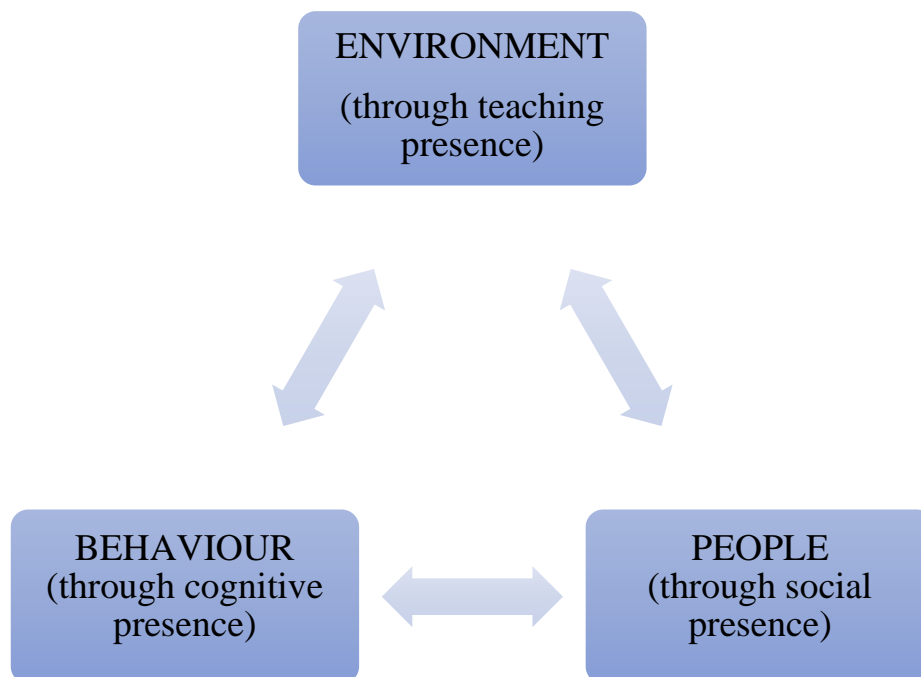 ENVIRONMENT
(through teaching
presence)
BEHAVIOUR
(through cognitive
presence)
PEOPLE
(through social
presence)